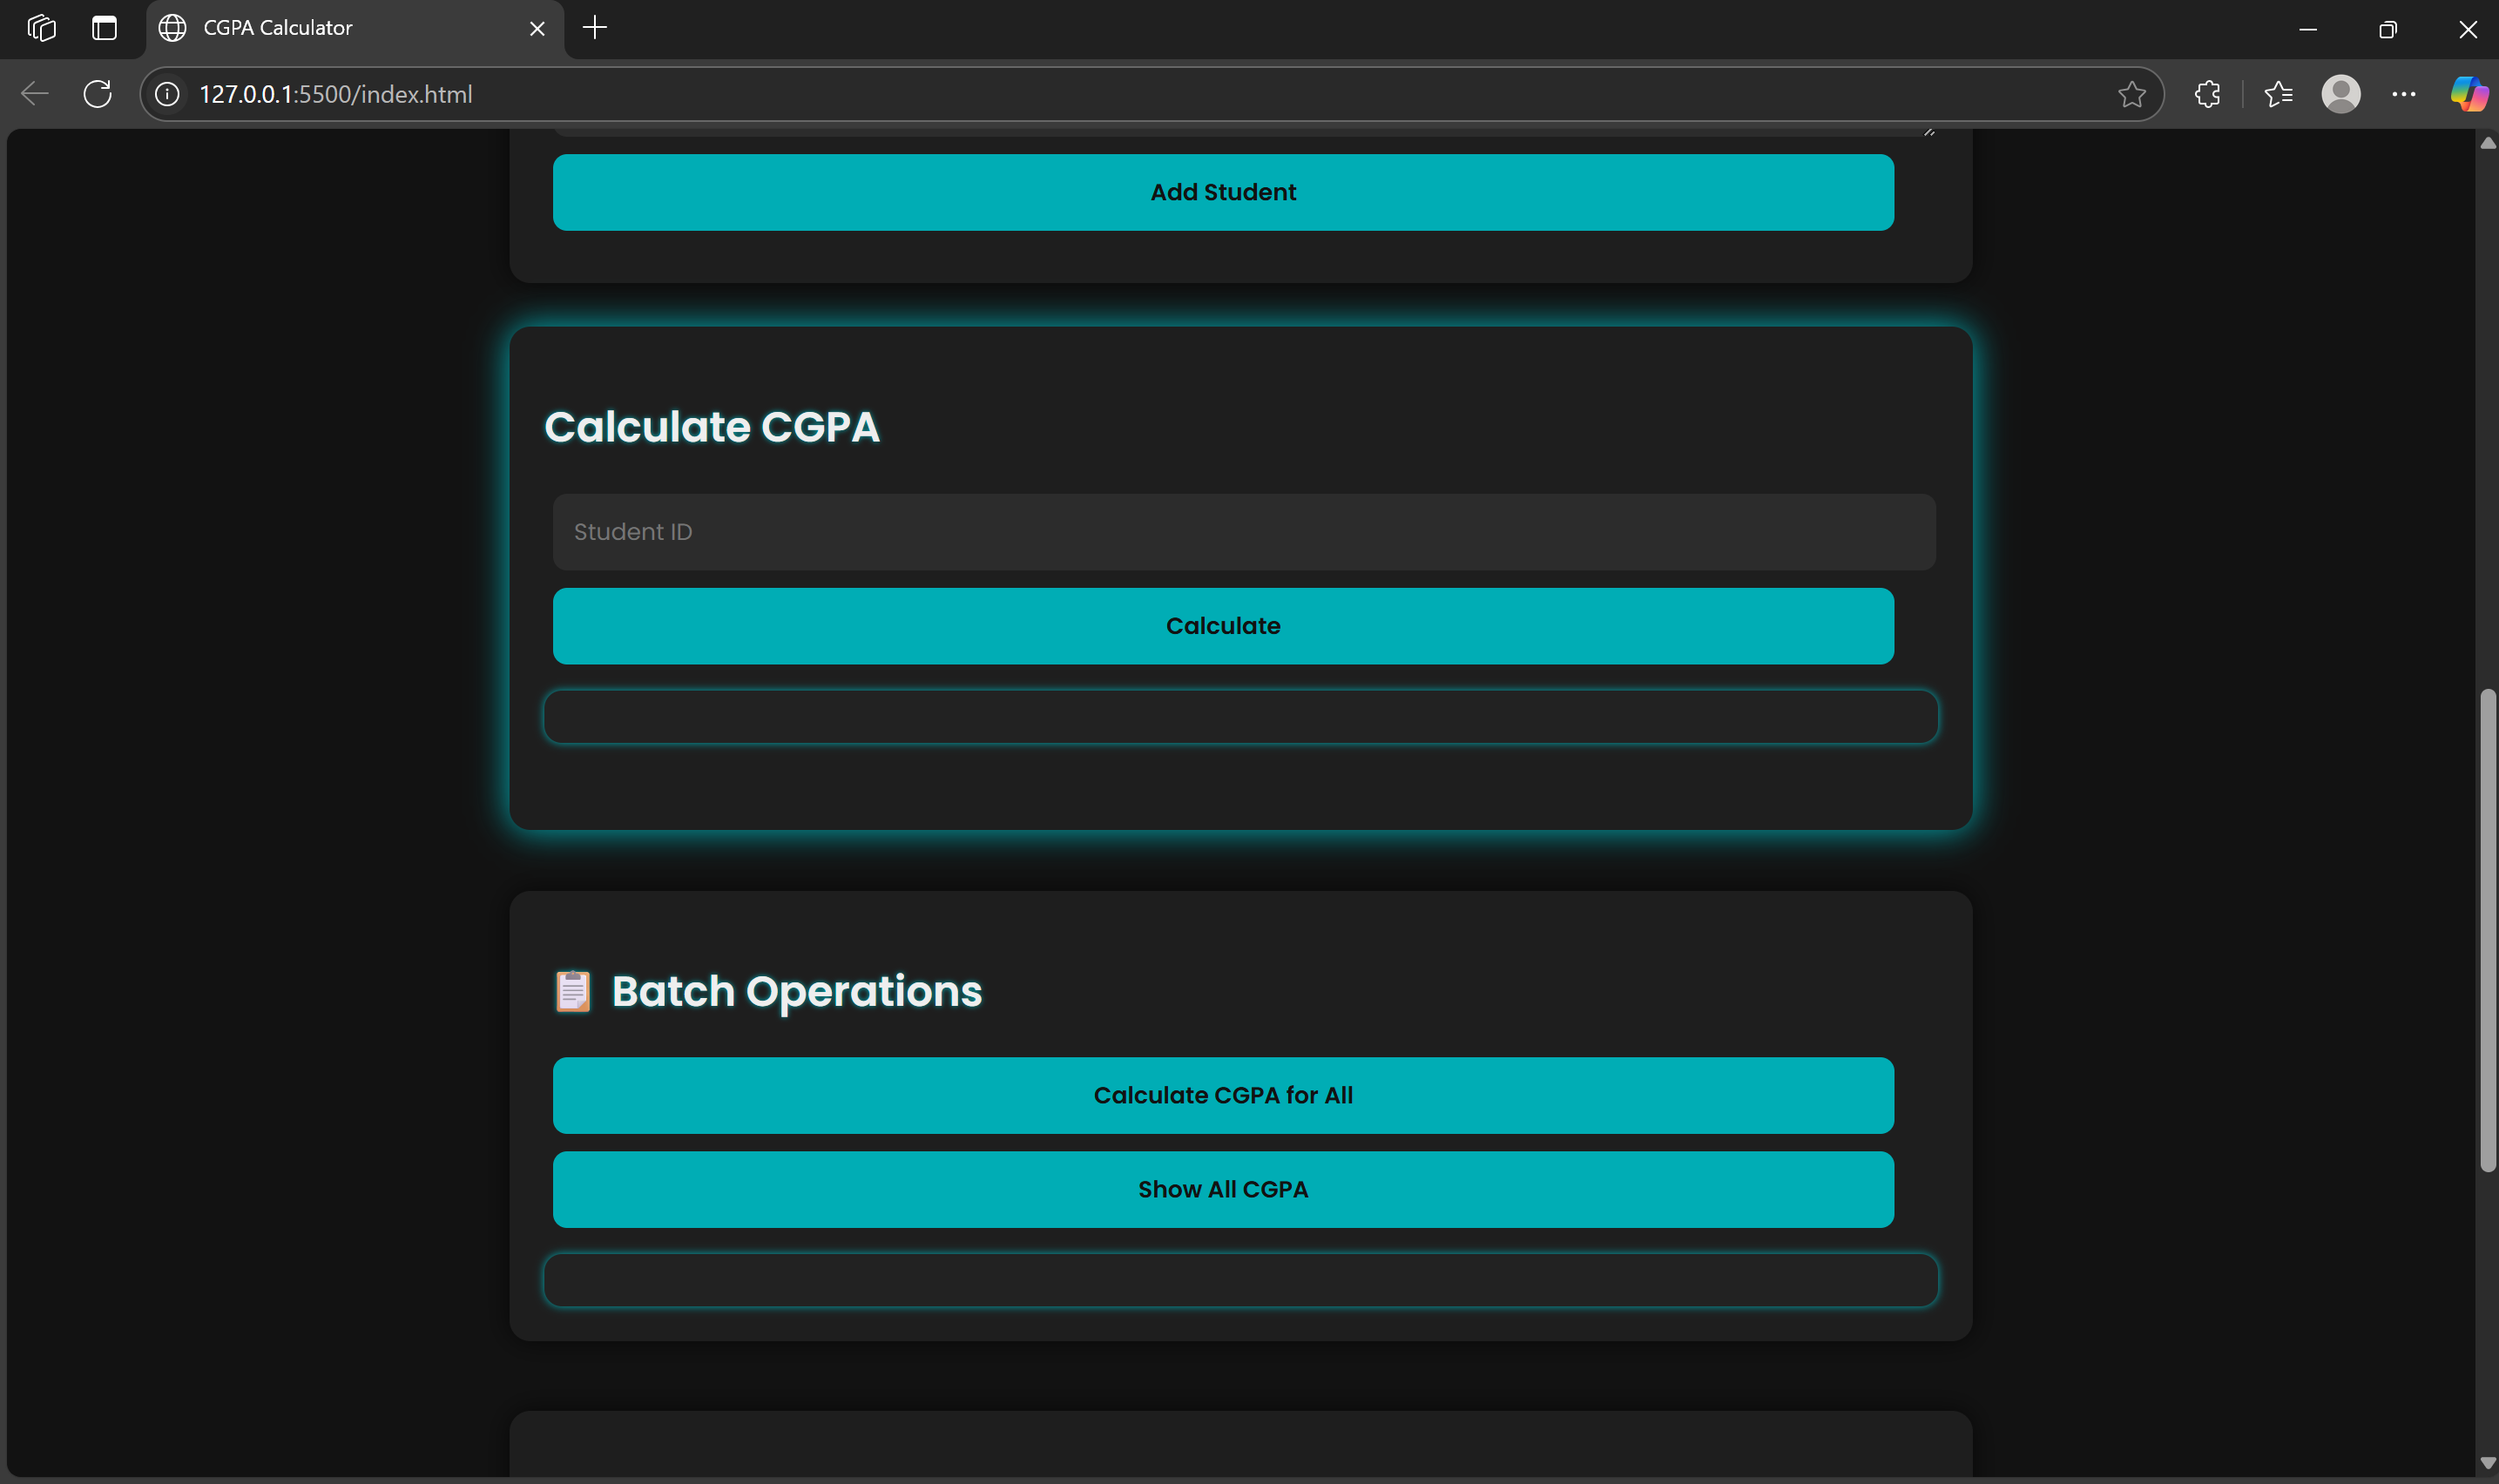 CGPA Calculator
127.0.0.1:5500/index.html
Add Student
Calculate CGPA
Student ID
Calculate
Batch Operations
Calculate CGPA for All
Show All CGPA